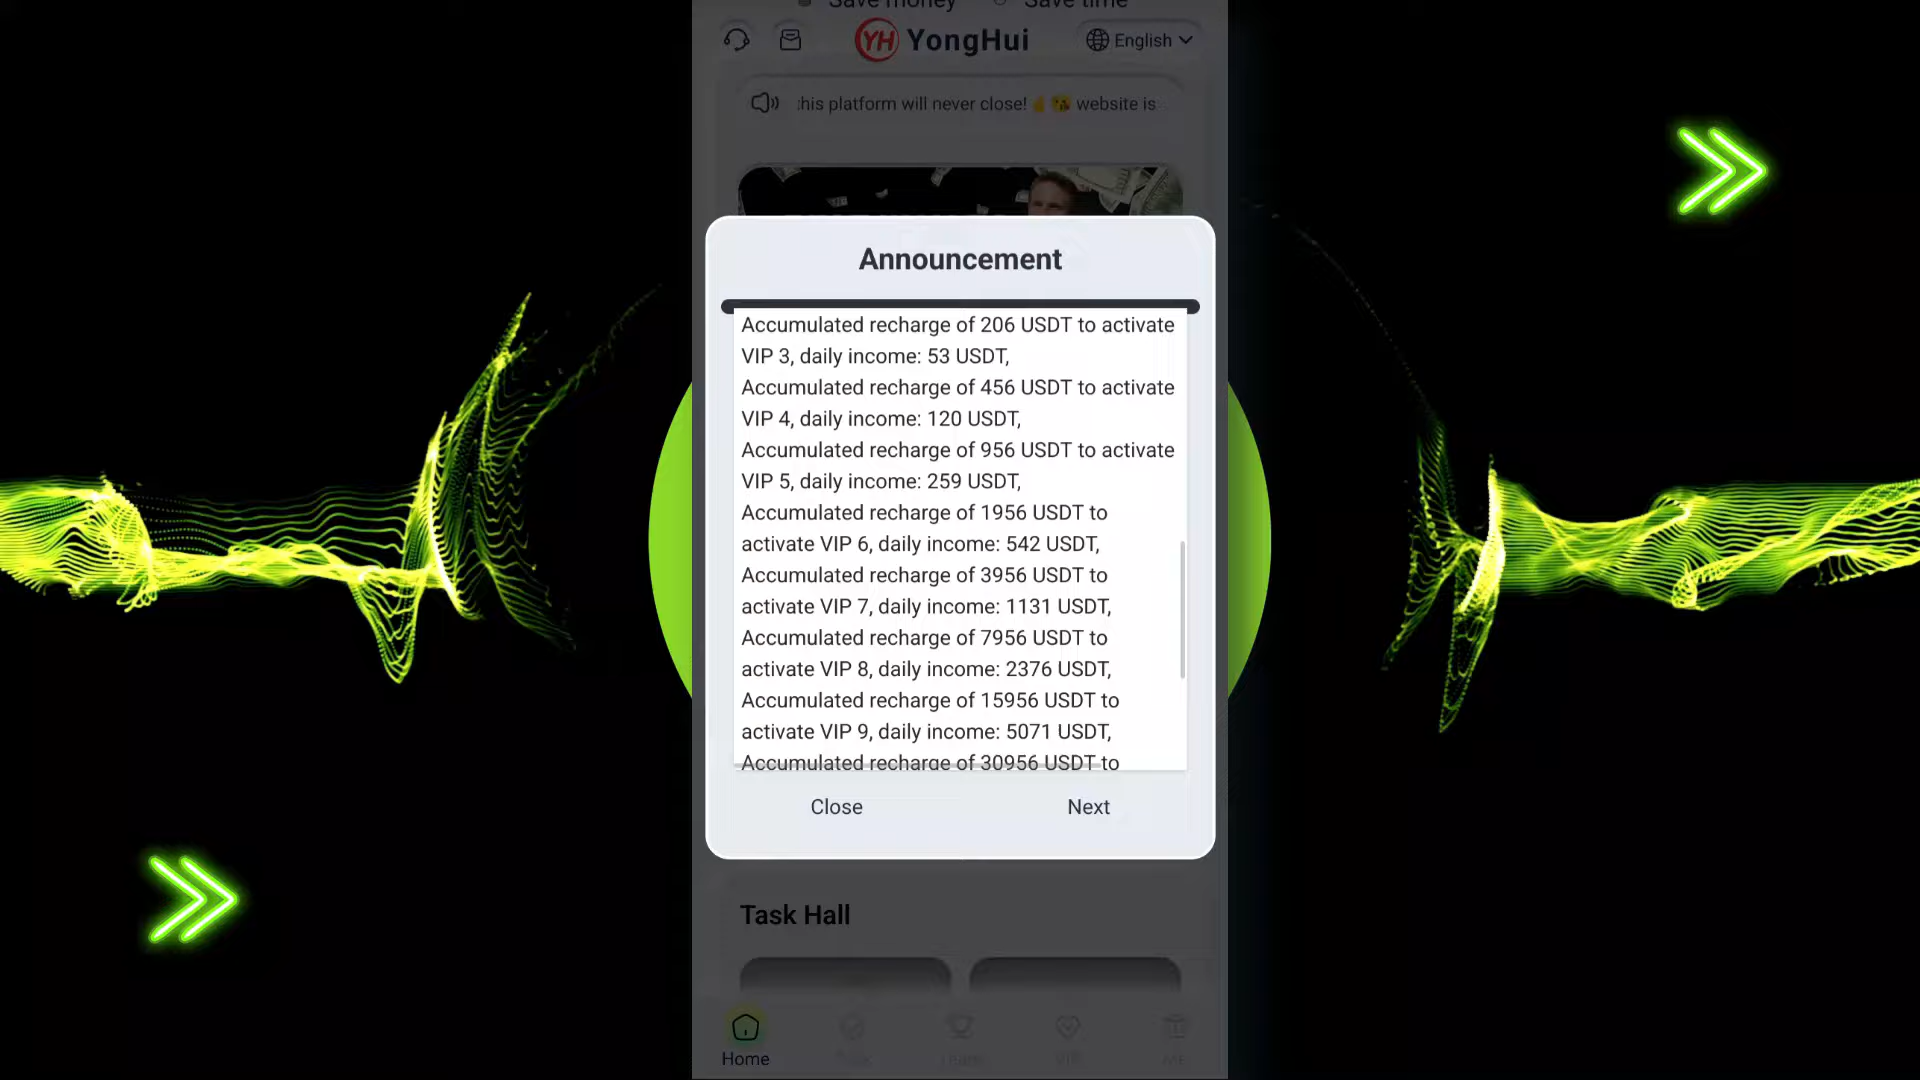 Save money Save time
YH YongHui English
his platform will never close! 👍😘 website is
Announcement
Accumulated recharge of 206 USDT to activate
VIP 3, daily income: 53 USDT,
Accumulated recharge of 456 USDT to activate
VIP 4, daily income: 120 USDT,
Accumulated recharge of 956 USDT to activate
VIP 5, daily income: 259 USDT,
Accumulated recharge of 1956 USDT to
activate VIP 6, daily income: 542 USDT,
Accumulated recharge of 3956 USDT to
activate VIP 7, daily income: 1131 USDT,
Accumulated recharge of 7956 USDT to
activate VIP 8, daily income: 2376 USDT,
Accumulated recharge of 15956 USDT to
activate VIP 9, daily income: 5071 USDT,
Accumulated recharge of 30956 USDT to
Close Next
Task Hall
Home